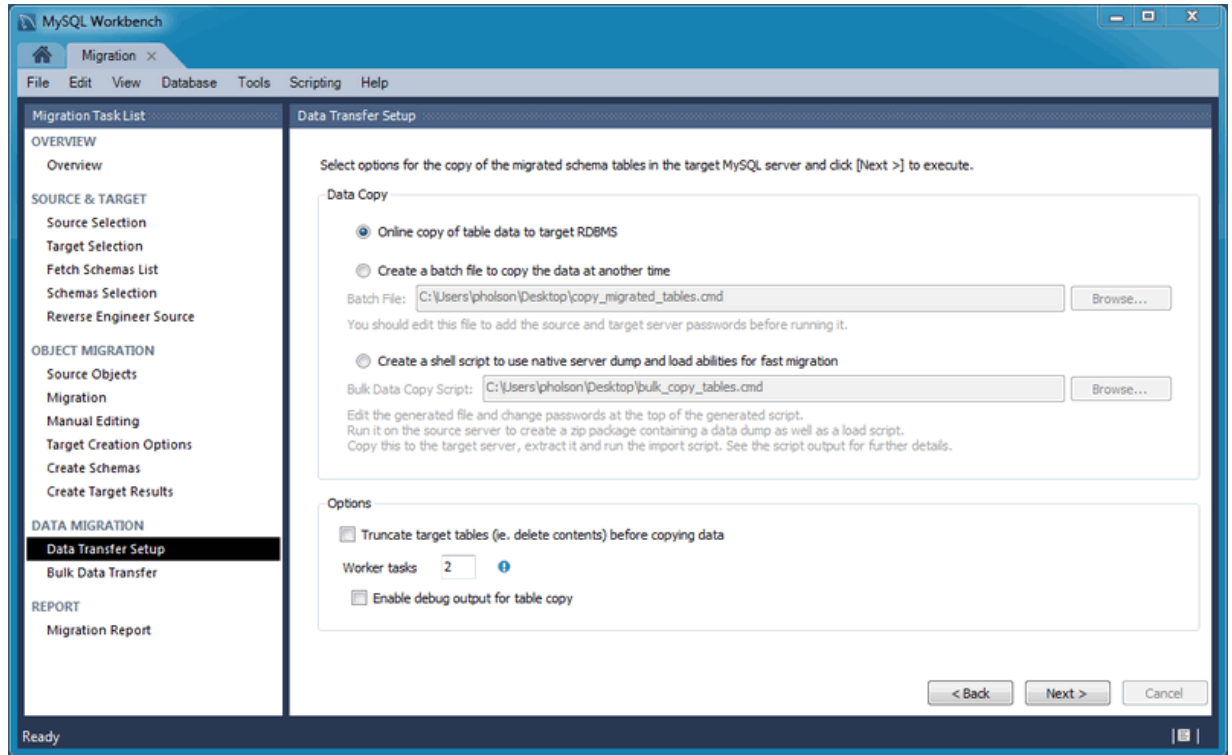 MySQL Workbench
Migration
File Edit View Database Tools Scripting Help
Migration Task List
OVERVIEW
Overview
SOURCE & TARGET
Source Selection
Target Selection
Fetch Schemas List
Schemas Selection
Reverse Engineer Source
OBJECT MIGRATION
Source Objects
Migration
Manual Editing
Target Creation Options
Create Schemas
Create Target Results
DATA MIGRATION
Data Transfer Setup
Bulk Data Transfer
REPORT
Migration Report
Data Transfer Setup
Select options for the copy of the migrated schema tables in the target MySQL server and click [Next >] to execute.
Data Copy
Online copy of table data to target RDBMS
Create a batch file to copy the data at another time
Batch File: C:\Users\pholson\Desktop\copy_migrated_tables.cmd Browse...
You should edit this file to add the source and target server passwords before running it.
Create a shell script to use native server dump and load abilities for fast migration
Bulk Data Copy Script: C:\Users\pholson\Desktop\bulk_copy_tables.cmd Browse...
Edit the generated file and change passwords at the top of the generated script.
Run it on the source server to create a zip package containing a data dump as well as a load script.
Copy this to the target server, extract it and run the import script. See the script output for further details.
Options
Truncate target tables (ie. delete contents) before copying data
Worker tasks 2
Enable debug output for table copy
< Back Next > Cancel
Ready